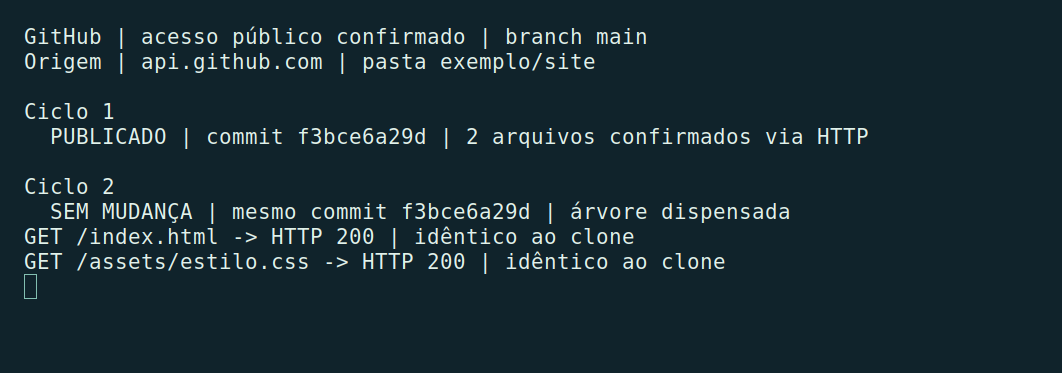 GitHub | acesso público confirmado | branch main
Origem | api.github.com | pasta exemplo/site
Ciclo 1
PUBLICADO | commit f3bce6a29d | 2 arquivos confirmados via HTTP
Ciclo 2
SEM MUDANÇA | mesmo commit f3bce6a29d | árvore dispensada
GET /index.html -> HTTP 200 | idêntico ao clone
GET /assets/estilo.css -> HTTP 200 | idêntico ao clone